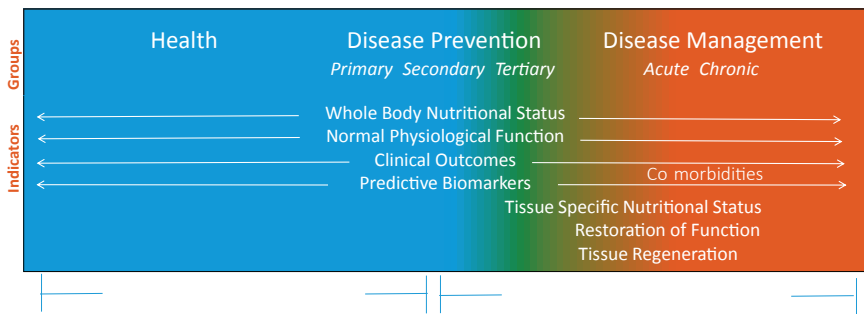 Groups
Health
Disease Prevention
Disease Management
Primary Secondary Tertiary
Acute Chronic
Indicators
Whole Body Nutritional Status
Normal Physiological Function
Clinical Outcomes
Co morbidities
Predictive Biomarkers
Tissue Specific Nutritional Status
Restoration of Function
Tissue Regeneration